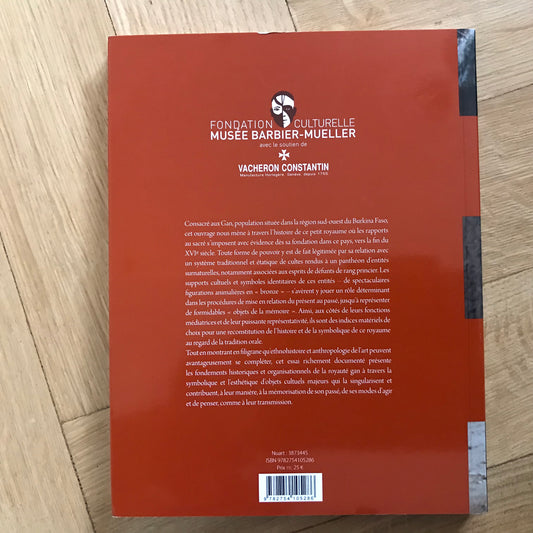 FONDATION CULTURELLE
MUSÉE BARBIER-MUELLER
avec le soutien de
VACHERON CONSTANTIN
Manufacture Horlogère. Genève, depuis 1755.
Consacré aux Gan, population située dans la région sud-ouest du Burkina Faso,
cet ouvrage nous mène à travers l'histoire de ce petit royaume où les rapports
au sacré s'imposent avec évidence dès sa fondation dans ce pays, vers la fin du
XVIe siècle. Toute forme de pouvoir y est de fait légitimée par sa relation avec
un système traditionnel et étatique de cultes rendus à un panthéon d'entités
surnaturelles, notamment associées aux esprits de défunts de rang princier. Les
supports cultuels et symboles identitaires de ces entités – de spectaculaires
figurations animalières en « bronze » – s'avèrent y jouer un rôle déterminant
dans les procédures de mise en relation du présent au passé, jusqu'à représenter
de formidables « objets de la mémoire ». Ainsi, aux côtés de leurs fonctions
médiatrices et de leur puissante représentativité, ils sont des indices matériels de
choix pour une reconstitution de l'histoire et de la symbolique de ce royaume
au regard de la tradition orale.
Tout en montrant en filigrane qu'ethnohistoire et anthropologie de l'art peuvent
avantageusement se compléter, cet essai richement documenté présente
les fondements historiques et organisationnels de la royauté gan à travers la
symbolique et l'esthétique d'objets cultuels majeurs qui la singularisent et
contribuent, à leur manière, à la mémorisation de son passé, de ses modes d'agir
et de penser, comme à leur transmission.
Nuart : 3873445
ISBN 9782754105286
Prix TTC 25 €
9 782754 105286